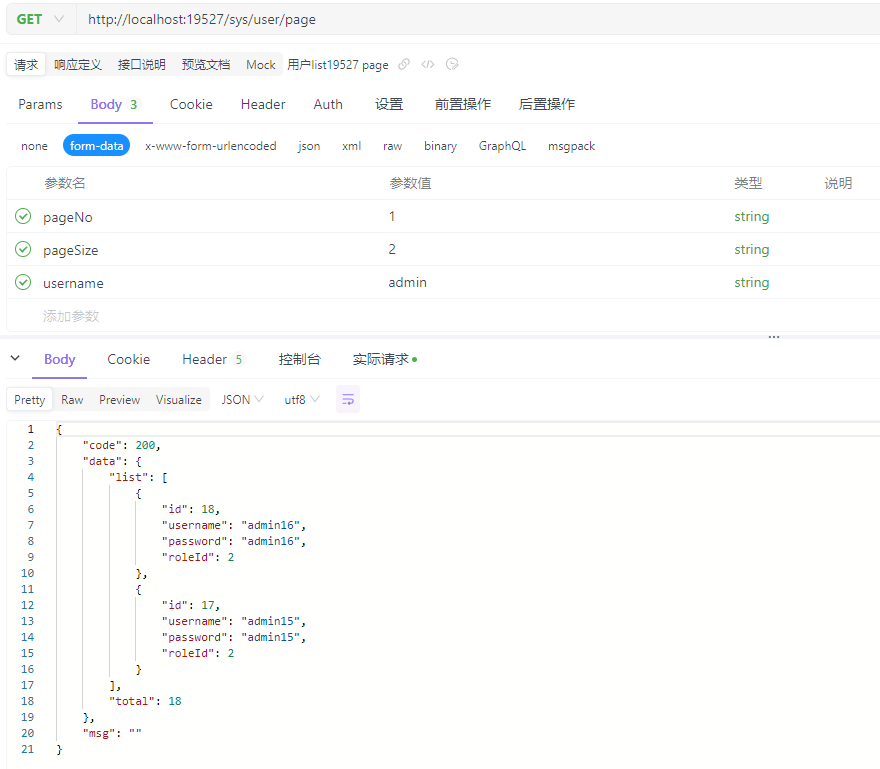 GET http://localhost:19527/sys/user/page
请求 响应定义 接口说明 预览文档 Mock 用户list19527 page
Params Body 3 Cookie Header Auth 设置 前置操作 后置操作
none form-data x-www-form-urlencoded json xml raw binary GraphQL msgpack
参数名 参数值 类型 说明
pageNo 1 string
pageSize 2 string
username admin string
添加参数
Body Cookie Header 5 控制台 实际请求
Pretty Raw Preview Visualize JSON utf8
1 {
2 "code": 200,
3 "data": {
4 "list": [
5 {
6 "id": 18,
7 "username": "admin16",
8 "password": "admin16",
9 "roleId": 2
10 },
11 {
12 "id": 17,
13 "username": "admin15",
14 "password": "admin15",
15 "roleId": 2
16 }
17 ],
18 "total": 18
19 },
20 "msg": ""
21 }